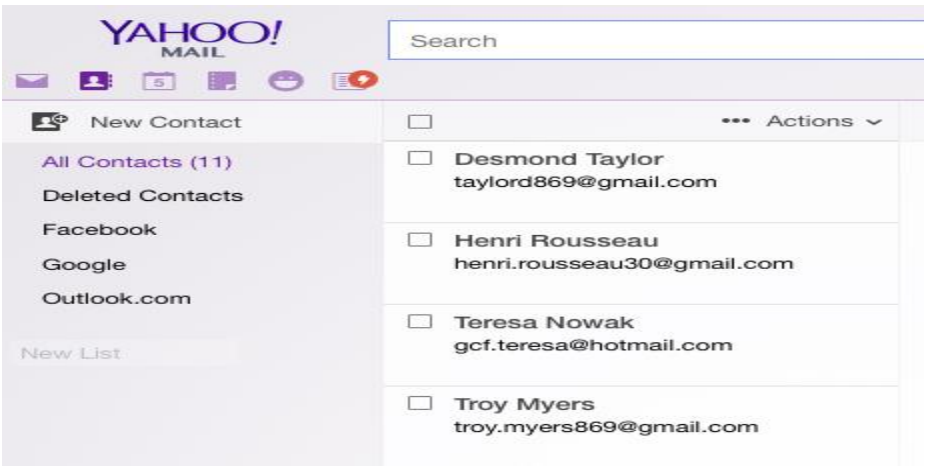 YAHOO!
MAIL
Search
5
New Contact
••• Actions
All Contacts (11)
Deleted Contacts
Facebook
Google
Outlook.com
New List
Desmond Taylor
taylord869@gmail.com
Henri Rousseau
henri.rousseau30@gmail.com
Teresa Nowak
gcf.teresa@hotmail.com
Troy Myers
troy.myers869@gmail.com